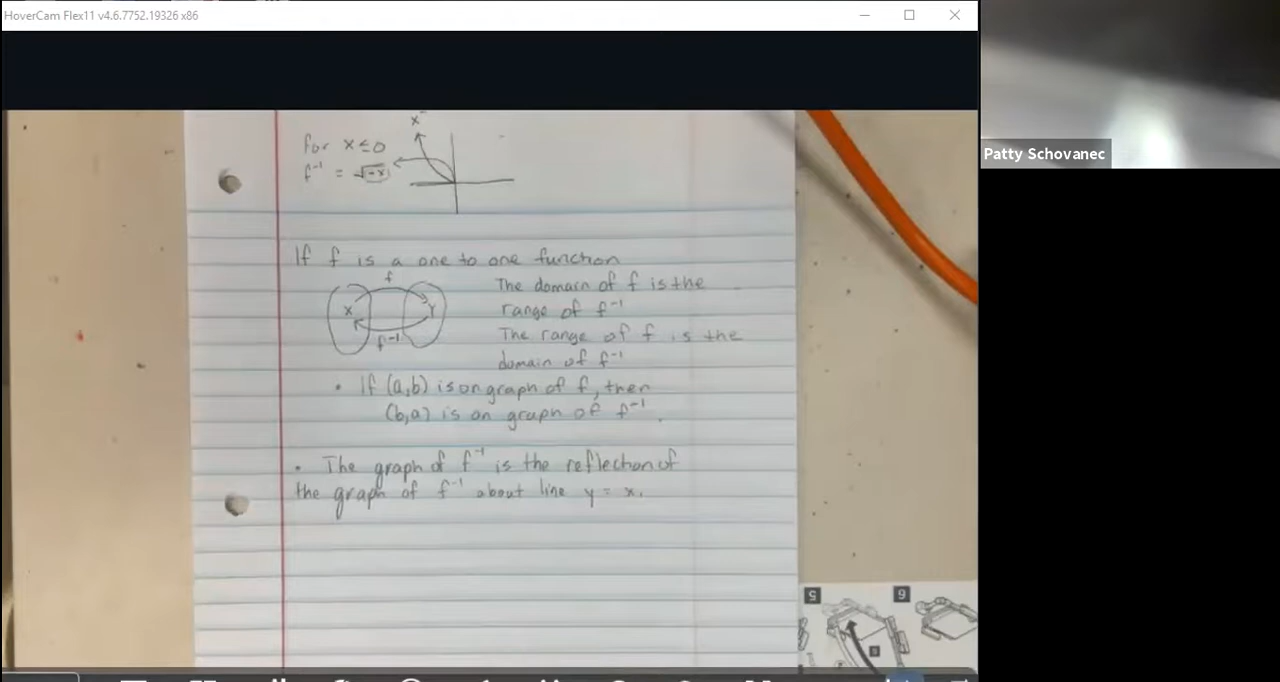 HoverCam Flex11 v4.6.7752.19326 x86
Patty Schovanec
x
for x ≤ 0
f⁻¹ = √-x
If f is a one to one function
f
x Y
f⁻¹
The domain of f is the
range of f⁻¹
The range of f is the
domain of f⁻¹
• If (a,b) is on graph of f, then
(b,a) is on graph of f⁻¹.
• The graph of f⁻¹ is the reflection of
the graph of f⁻¹ about line y = x.
5 6